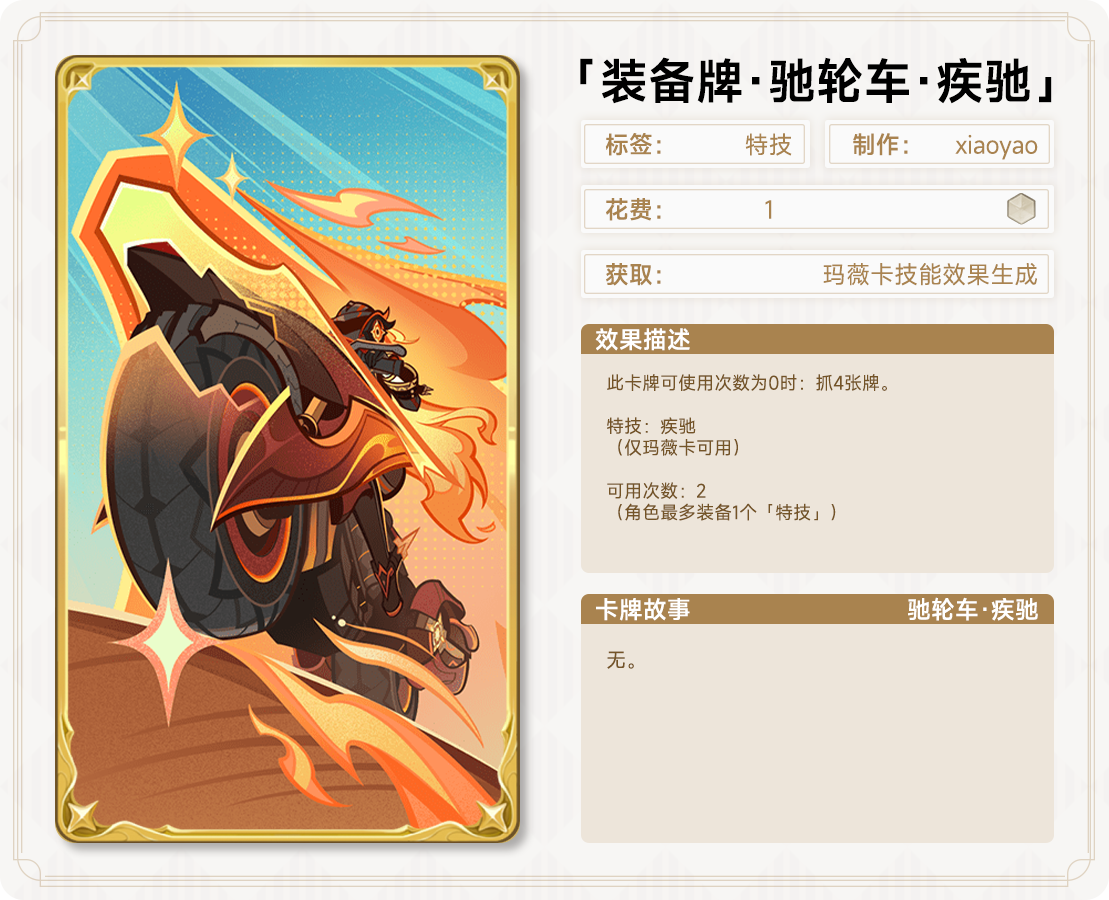 「装备牌·驰轮车·疾驰」
标签： 特技
制作： xiaoyao
花费： 1
获取： 玛薇卡技能效果生成
效果描述
此卡牌可使用次数为0时：抓4张牌。
特技：疾驰
（仅玛薇卡可用）
可用次数：2
（角色最多装备1个「特技」）
卡牌故事 驰轮车·疾驰
无。